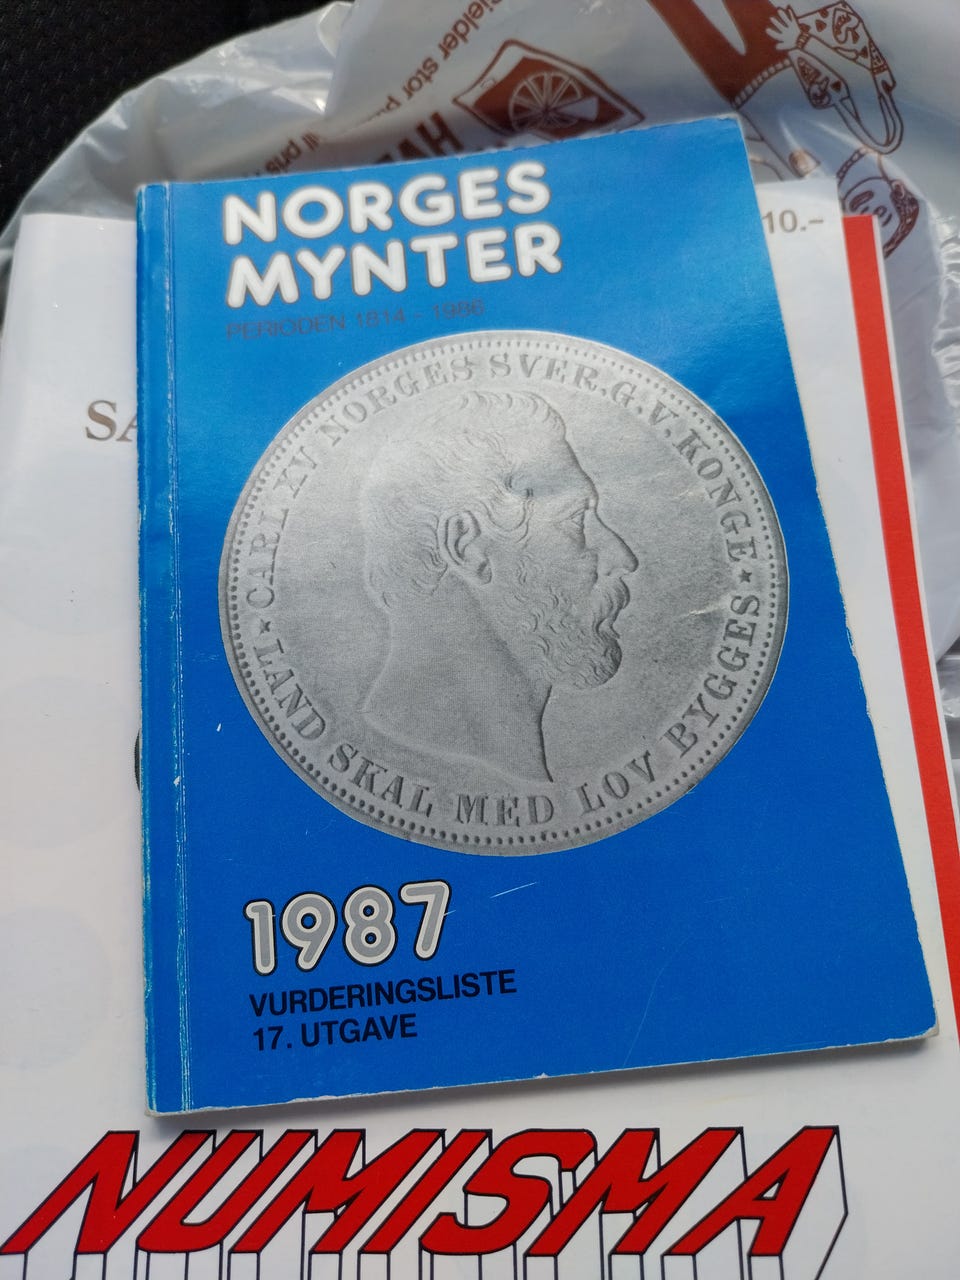 NORGES
MYNTER
PERIODEN 1814 - 1986
CARL XV NORGES SVER.G.V.KONGE
LAND SKAL MED LOV BYGGES
1987
VURDERINGSLISTE
17. UTGAVE
10.-
NUMISMA
stor